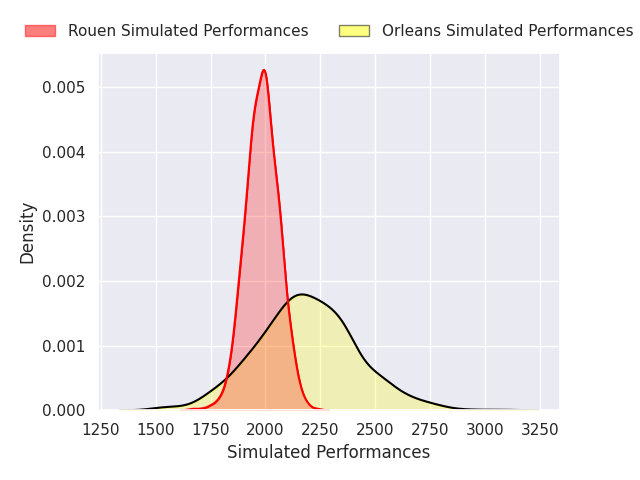 Rouen Simulated Performances Orleans Simulated Performances
0.005
0.004
0.003
0.002
0.001
0.000
Density
1250 1500 1750 2000 2250 2500 2750 3000 3250
Simulated Performances